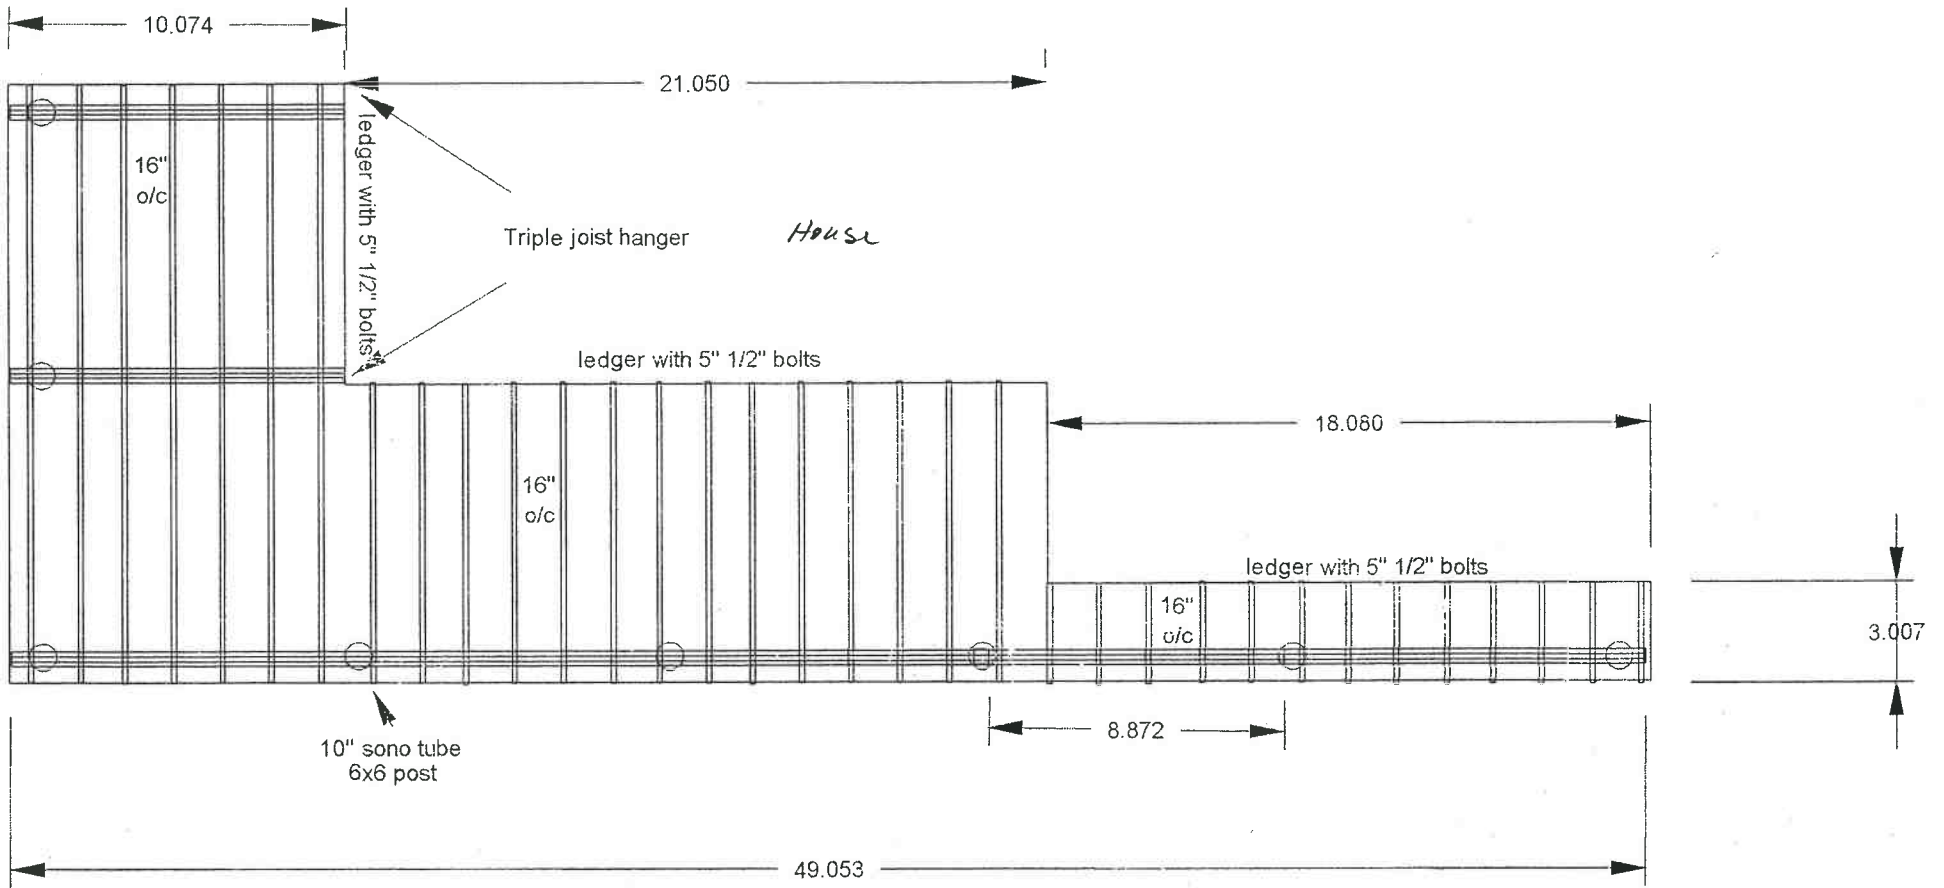 10.074
21.050
ledger with 5" 1/2" bolts
16"
o/c
Triple joist hanger
House
ledger with 5" 1/2" bolts
18.080
16"
o/c
ledger with 5" 1/2" bolts
16"
o/c
3.007
8.872
10" sono tube
6x6 post
49.053